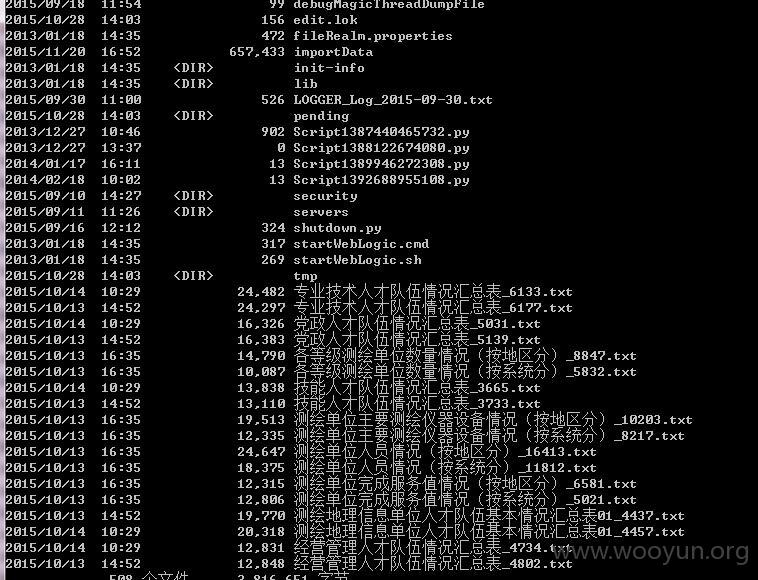 2015/09/18  11:54                99 debugMagicThreadDumpFile
2015/10/28  14:03               156 edit.lok
2013/01/18  14:35               472 fileRealm.properties
2015/11/20  16:52           657,433 importData
2013/01/18  14:35    <DIR>          init-info
2013/01/18  14:35    <DIR>          lib
2015/09/30  11:00               526 LOGGER_Log_2015-09-30.txt
2015/10/28  14:03    <DIR>          pending
2013/12/27  10:46               902 Script1387440465732.py
2013/12/27  13:37                 0 Script1388122674080.py
2014/01/17  16:11                13 Script1389946272308.py
2014/02/18  10:02                13 Script1392688955108.py
2015/09/10  14:27    <DIR>          security
2015/09/11  11:26    <DIR>          servers
2015/09/16  12:12               324 shutdown.py
2013/01/18  14:35               317 startWebLogic.cmd
2013/01/18  14:35               269 startWebLogic.sh
2015/10/28  14:03    <DIR>          tmp
2015/10/14  10:29            24,482 专业技术人才队伍情况汇总表_6133.txt
2015/10/13  14:52            24,297 专业技术人才队伍情况汇总表_6177.txt
2015/10/14  10:29            16,326 党政人才队伍情况汇总表_5031.txt
2015/10/13  14:52            16,383 党政人才队伍情况汇总表_5139.txt
2015/10/13  16:35            14,790 各等级测绘单位数量情况（按地区分）_8847.txt
2015/10/13  16:35            10,087 各等级测绘单位数量情况（按系统分）_5832.txt
2015/10/14  10:29            13,838 技能人才队伍情况汇总表_3665.txt
2015/10/13  14:52            13,110 技能人才队伍情况汇总表_3733.txt
2015/10/13  16:35            19,513 测绘单位主要测绘仪器设备情况（按地区分）_10203.txt
2015/10/13  16:35            12,335 测绘单位主要测绘仪器设备情况（按系统分）_8217.txt
2015/10/13  16:35            24,647 测绘单位人员情况（按地区分）_16413.txt
2015/10/13  16:35            18,375 测绘单位人员情况（按系统分）_11812.txt
2015/10/13  16:35            12,315 测绘单位完成服务值情况（按地区分）_6581.txt
2015/10/13  16:35            12,806 测绘单位完成服务值情况（按系统分）_5021.txt
2015/10/13  14:52            19,770 测绘地理信息单位人才队伍基本情况汇总表01_4437.txt
2015/10/14  10:29            20,318 测绘地理信息单位人才队伍基本情况汇总表01_4457.txt
2015/10/14  10:29            12,831 经营管理人才队伍情况汇总表_4734.txt
2015/10/13  14:52            12,848 经营管理人才队伍情况汇总表_4802.txt
508 个文件      3,816,651 字节
www.wooyun.org